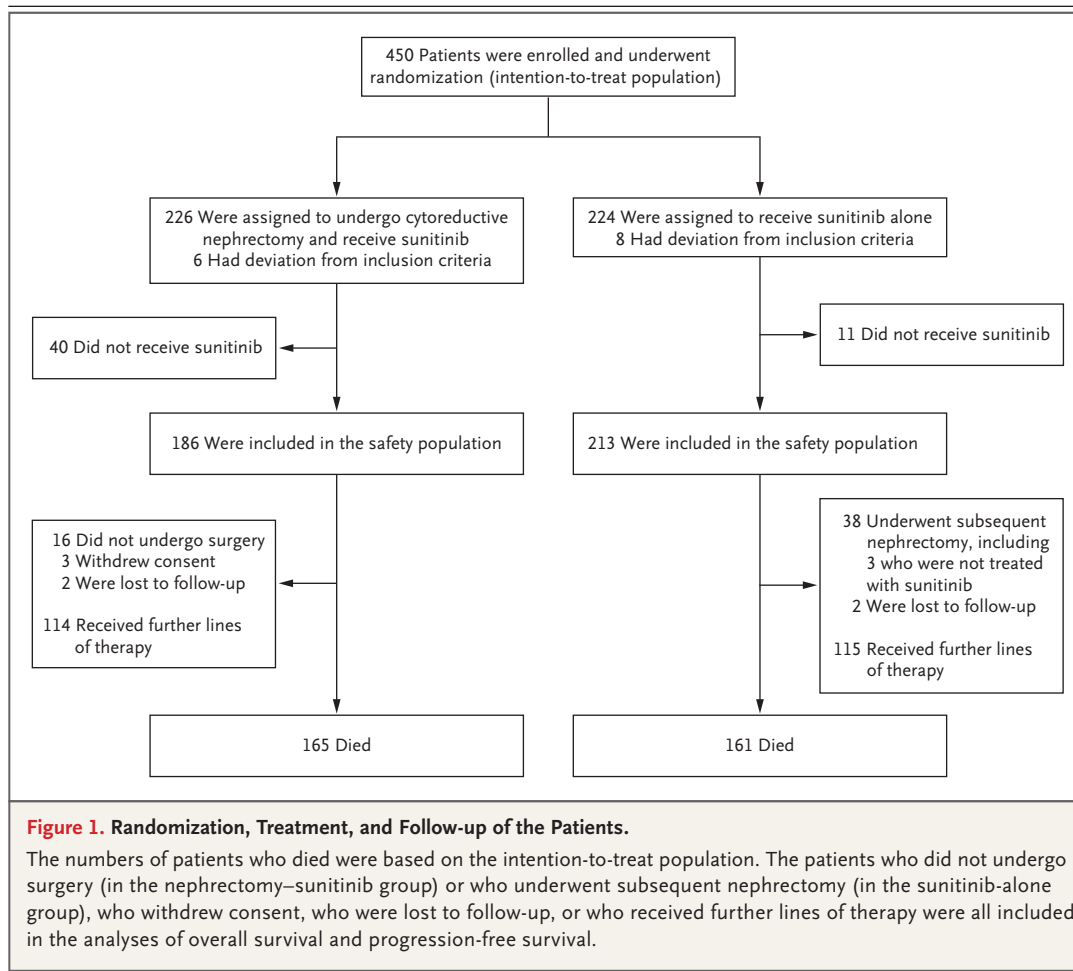 450 Patients were enrolled and underwent
randomization (intention-to-treat population)
226 Were assigned to undergo cytoreductive
nephrectomy and receive sunitinib
6 Had deviation from inclusion criteria
224 Were assigned to receive sunitinib alone
8 Had deviation from inclusion criteria
40 Did not receive sunitinib
11 Did not receive sunitinib
186 Were included in the safety population
213 Were included in the safety population
16 Did not undergo surgery
3 Withdrew consent
2 Were lost to follow-up
114 Received further lines
of therapy
38 Underwent subsequent
nephrectomy, including
3 who were not treated
with sunitinib
2 Were lost to follow-up
115 Received further lines
of therapy
165 Died
161 Died
Figure 1. Randomization, Treatment, and Follow-up of the Patients.
The numbers of patients who died were based on the intention-to-treat population. The patients who did not undergo
surgery (in the nephrectomy–sunitinib group) or who underwent subsequent nephrectomy (in the sunitinib-alone
group), who withdrew consent, who were lost to follow-up, or who received further lines of therapy were all included
in the analyses of overall survival and progression-free survival.